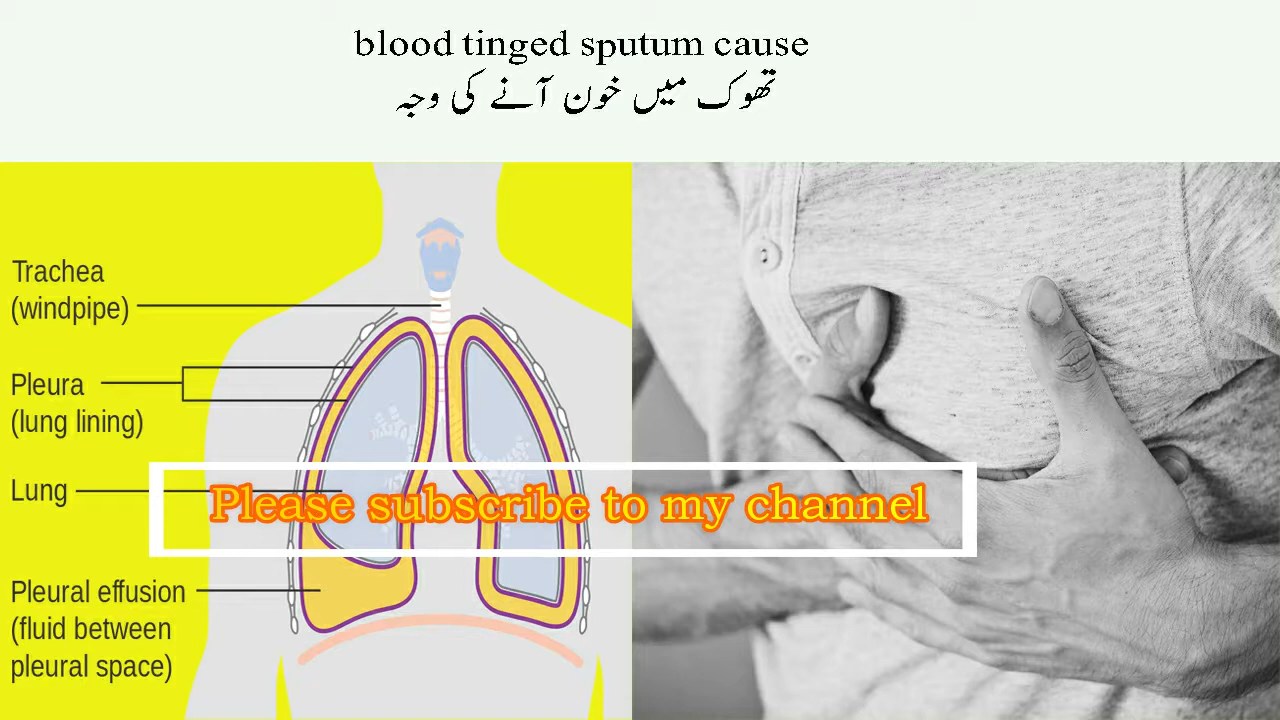 blood tinged sputum cause
تھوک میں خون آنے کی وجہ
Trachea
(windpipe)
Pleura
(lung lining)
Lung
Please subscribe to my channel
Pleural effusion
(fluid between
pleural space)